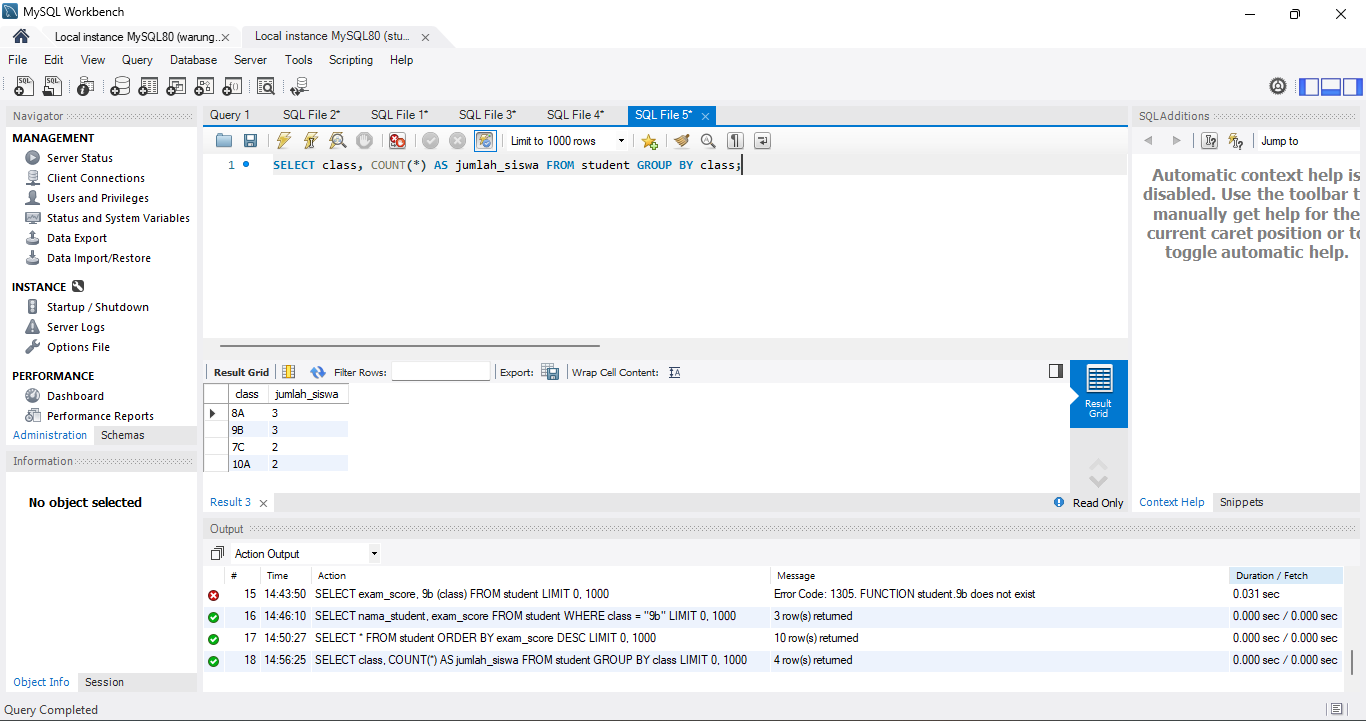 MySQL Workbench
Local instance MySQL80 (warung..
Local instance MySQL80 (stu...
File Edit View Query Database Server Tools Scripting Help
Navigator
MANAGEMENT
Server Status
Client Connections
Users and Privileges
Status and System Variables
Data Export
Data Import/Restore
INSTANCE
Startup / Shutdown
Server Logs
Options File
PERFORMANCE
Dashboard
Performance Reports
Administration Schemas
Information
No object selected
Object Info Session
Query 1 SQL File 2* SQL File 1* SQL File 3* SQL File 4* SQL File 5*
Limit to 1000 rows
1 SELECT class, COUNT(*) AS jumlah_siswa FROM student GROUP BY class;
Result Grid Filter Rows: Export: Wrap Cell Content: IA
class jumlah_siswa
8A 3
9B 3
7C 2
10A 2
Result
Grid
Result 3 Read Only
SQLAdditions
Jump to
Automatic context help is
disabled. Use the toolbar t
manually get help for the
current caret position or to
toggle automatic help.
Context Help Snippets
Output
Action Output
# Time Action Message Duration / Fetch
15 14:43:50 SELECT exam_score, 9b (class) FROM student LIMIT 0, 1000 Error Code: 1305. FUNCTION student.9b does not exist 0.031 sec
16 14:46:10 SELECT nama_student, exam_score FROM student WHERE class = "9b" LIMIT 0, 1000 3 row(s) returned 0.000 sec / 0.000 sec
17 14:50:27 SELECT * FROM student ORDER BY exam_score DESC LIMIT 0, 1000 10 row(s) returned 0.000 sec / 0.000 sec
18 14:56:25 SELECT class, COUNT(*) AS jumlah_siswa FROM student GROUP BY class LIMIT 0, 1000 4 row(s) returned 0.000 sec / 0.000 sec
Query Completed